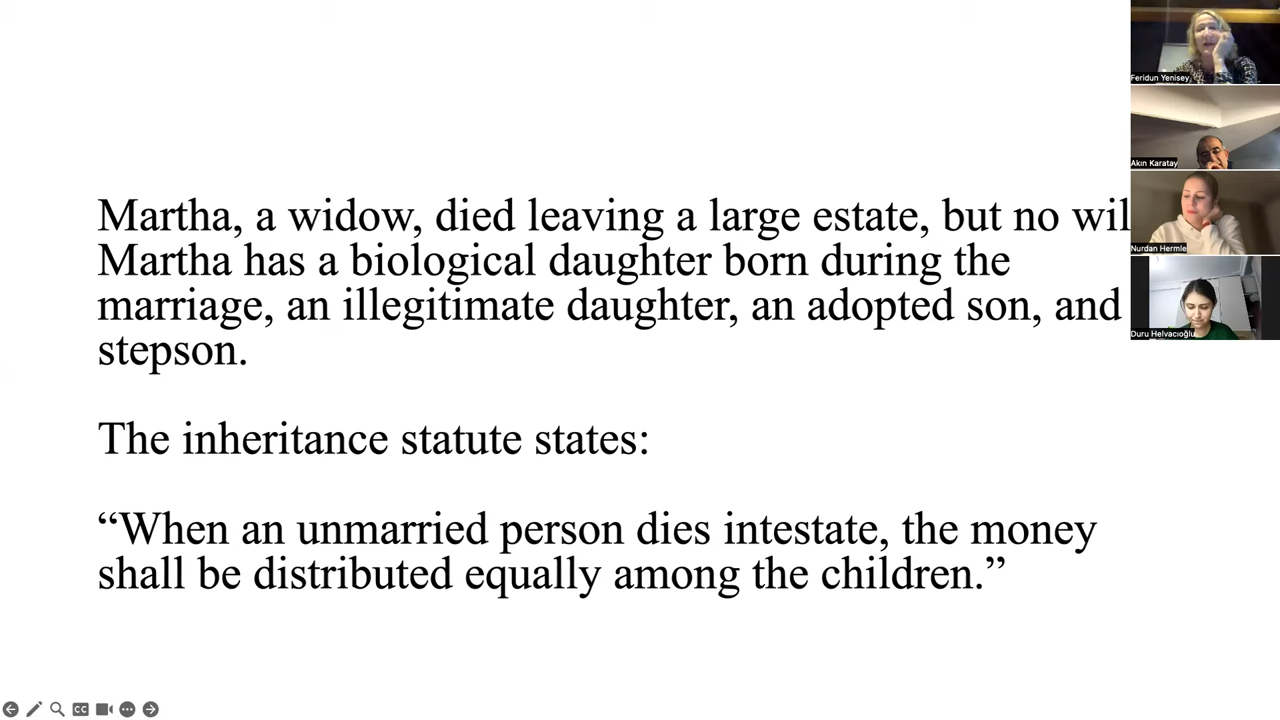 Martha, a widow, died leaving a large estate, but no wil
Martha has a biological daughter born during the
marriage, an illegitimate daughter, an adopted son, and
stepson.
The inheritance statute states:
“When an unmarried person dies intestate, the money
shall be distributed equally among the children.”
Feridun Yenisey
Akın Karatay
Nurdan Hermle
Duru Helvacıoğlu
CC